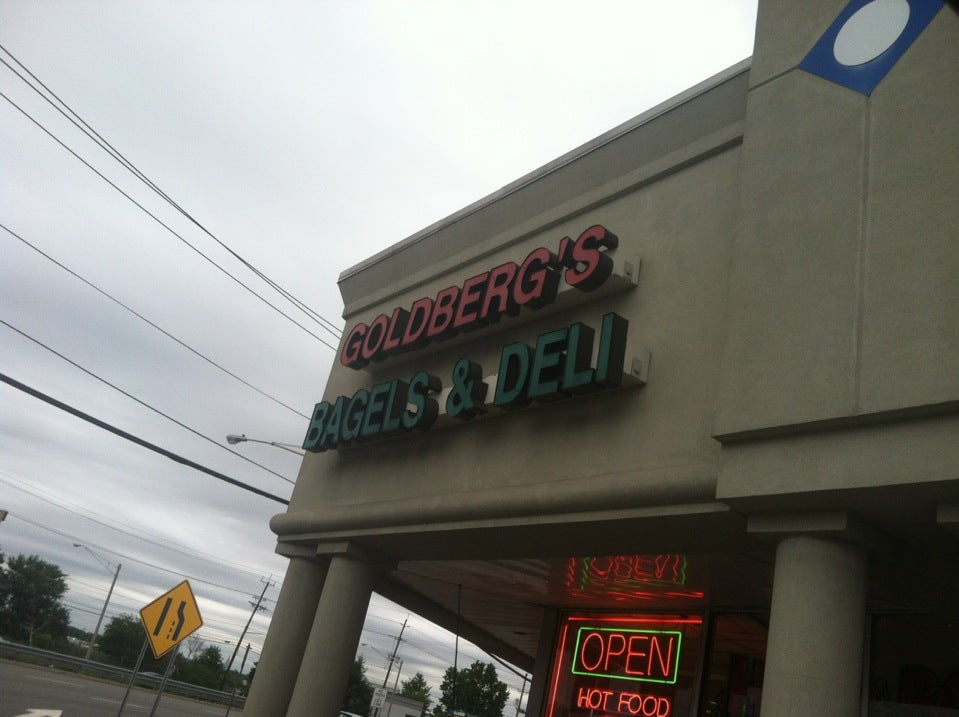 GOLDBERG'S
BAGELS & DELI
OPEN
HOT FOOD